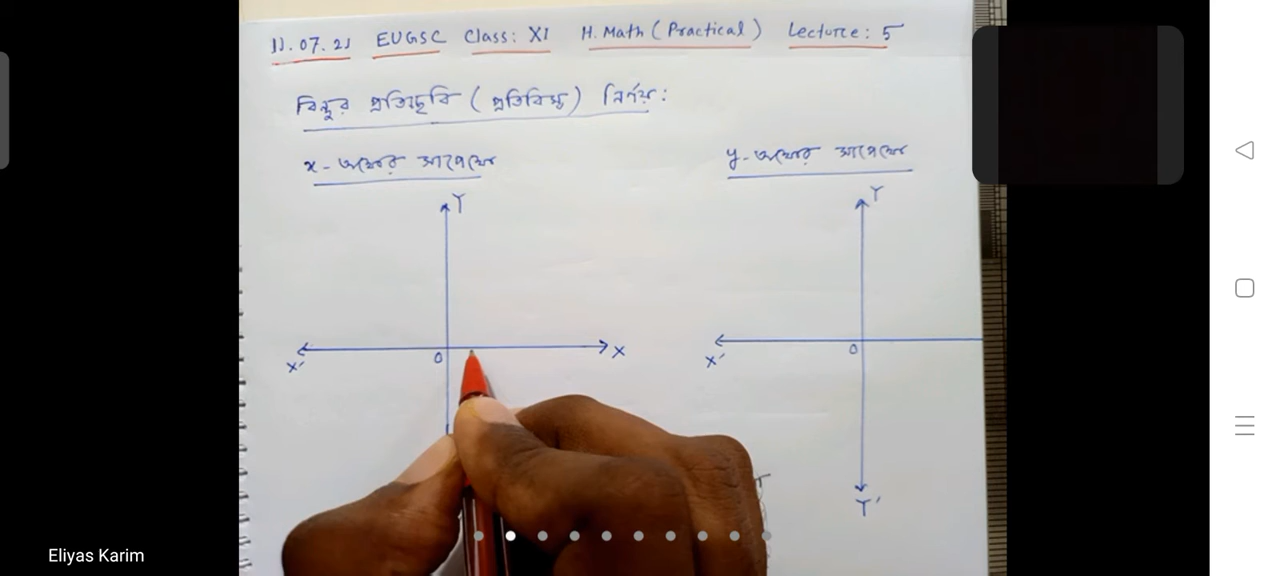 11.07.21 EUGSC Class: XI H. Math (Practical) Lecture: 5
বিন্দুর প্রতিচ্ছবি (প্রতিবিম্ব) নির্ণয়:
x-অক্ষের সাপেক্ষে y-অক্ষের সাপেক্ষে
Y Y
X' O X X' O
Y'
Eliyas Karim